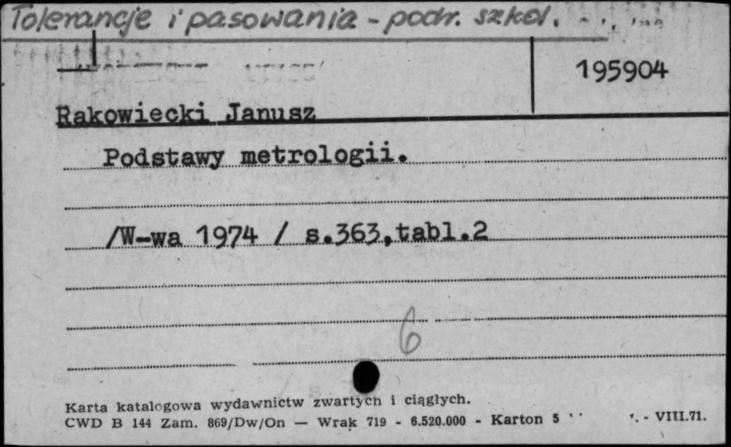 Tolerancje i pasowania - podr. szkol.
195904
Rakowiecki Janusz
Podstawy metrologii.
/W-wa 1974 / s.363,tabl.2
6
Karta katalogowa wydawnictw zwartych i ciągłych.
CWD B 144 Zam. 869/Dw/On — Wrak 719 - 6.520.000 - Karton 5 - VIII.71.